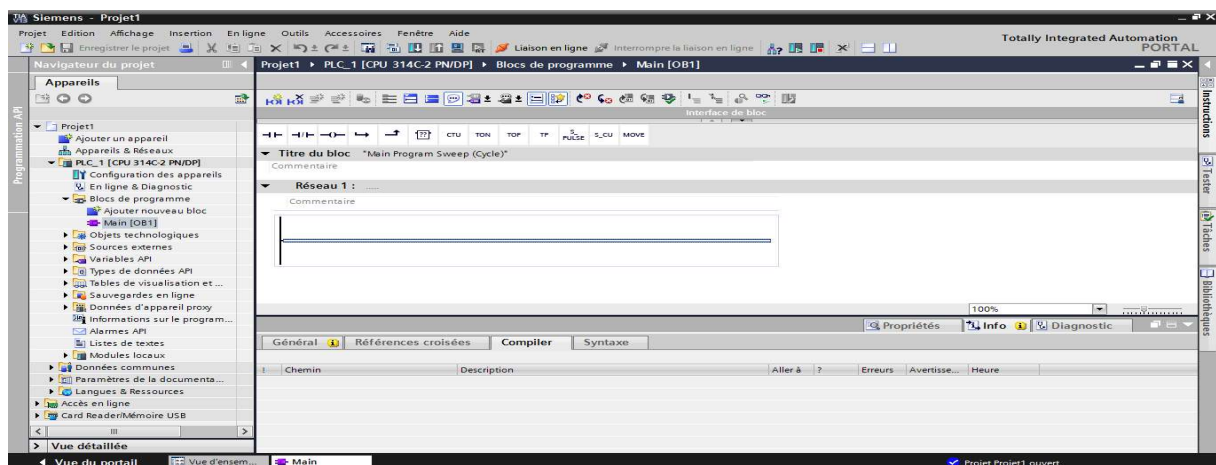 Siemens - Projet1
Projet Edition Affichage Insertion En ligne Outils Accessoires Fenêtre Aide
Totally Integrated Automation
PORTAL
Enregistrer le projet
Liaison en ligne
Interrompre la liaison en ligne
Navigateur du projet
Projet1 ▸ PLC_1 [CPU 314C-2 PN/DP] ▸ Blocs de programme ▸ Main [OB1]
Appareils
Programmation API
Projet1
Ajouter un appareil
Appareils & Réseaux
PLC_1 [CPU 314C-2 PN/DP]
Configuration des appareils
En ligne & Diagnostic
Blocs de programme
Ajouter nouveau bloc
Main [OB1]
Objets technologiques
Sources externes
Variables API
Types de données API
Tables de visualisation et ...
Sauvegardes en ligne
Données d'appareil proxy
Informations sur le program...
Alarmes API
Listes de textes
Modules locaux
Données communes
Paramètres de la documenta...
Langues & Ressources
Accès en ligne
Card Reader/Mémoire USB
Vue détaillée
Interface de bloc
?? CTU TON TOF TP S_PULSE S_CU MOVE
Titre du bloc "Main Program Sweep (Cycle)"
Commentaire
Réseau 1 : .....
Commentaire
100%
Propriétés Info Diagnostic
Général Références croisées Compiler Syntaxe
! Chemin Description Aller à ? Erreurs Avertisse... Heure
Instructions
Tester
Tâches
Bibliothèques
Vue du portail Vue d'ensem... Main
Projet Projet1 ouvert.